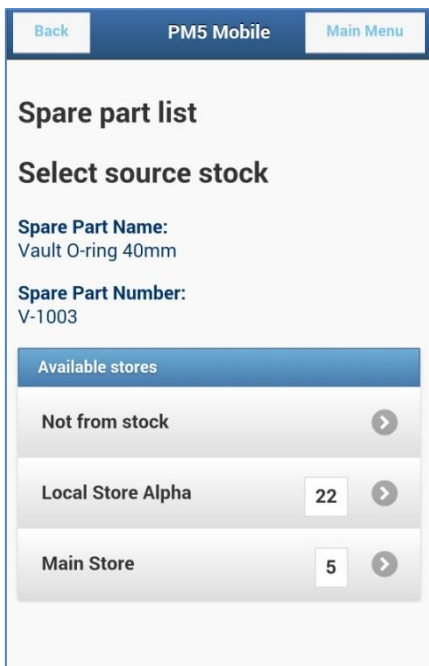 Back PM5 Mobile Main Menu
Spare part list
Select source stock
Spare Part Name:
Vault O-ring 40mm
Spare Part Number:
V-1003
Available stores
Not from stock
Local Store Alpha 22
Main Store 5